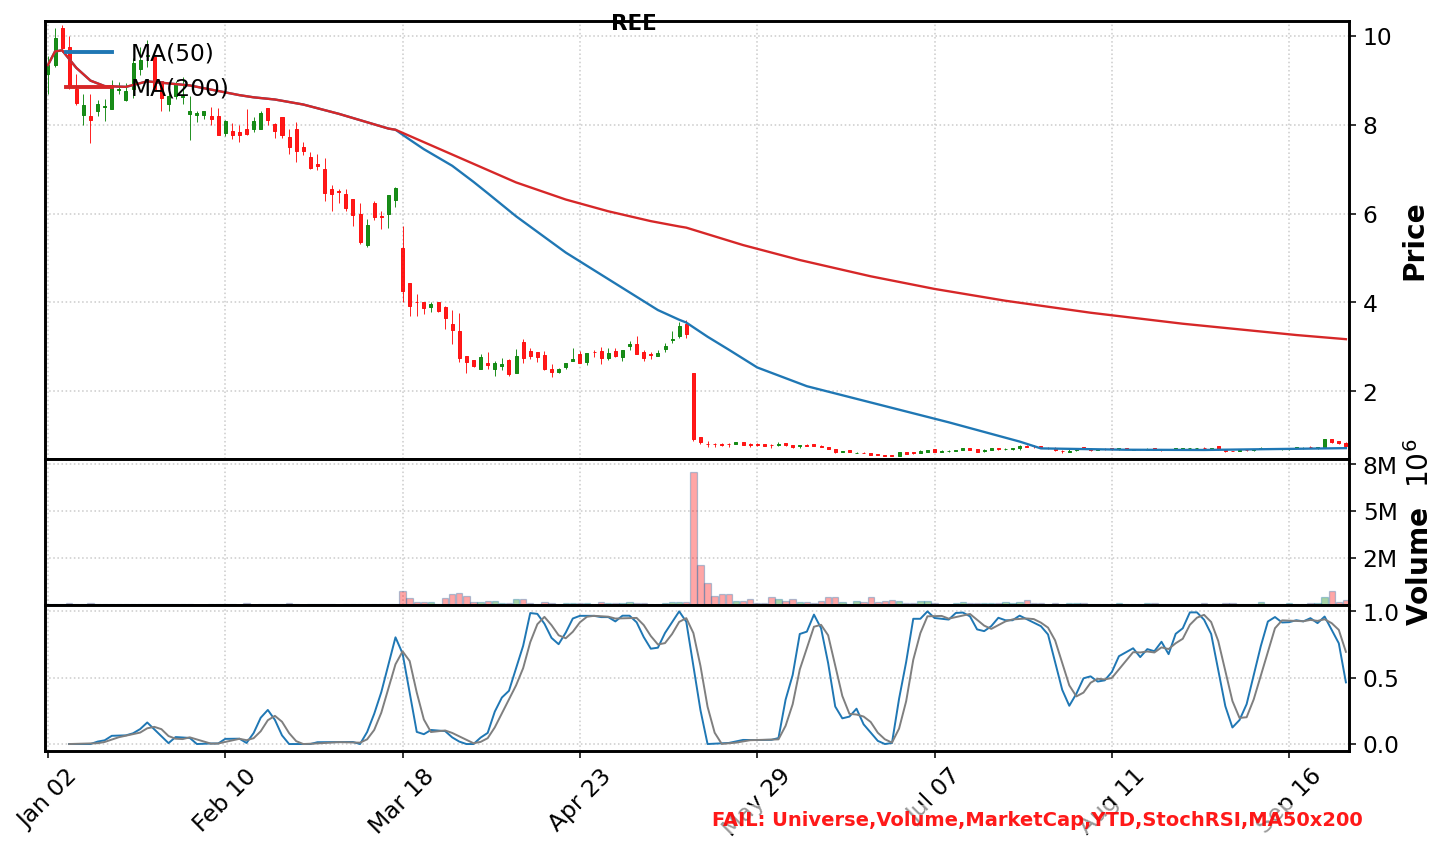 REE
MA(50)
MA(200)
10
8
6
4
2
Price
8M
5M
2M
Volume 10^6
1.0
0.5
0.0
Jan 02
Feb 10
Mar 18
Apr 23
May 29
Jul 07
Aug 11
Sep 16
FAIL: Universe,Volume,MarketCap,YTD,StochRSI,MA50x200